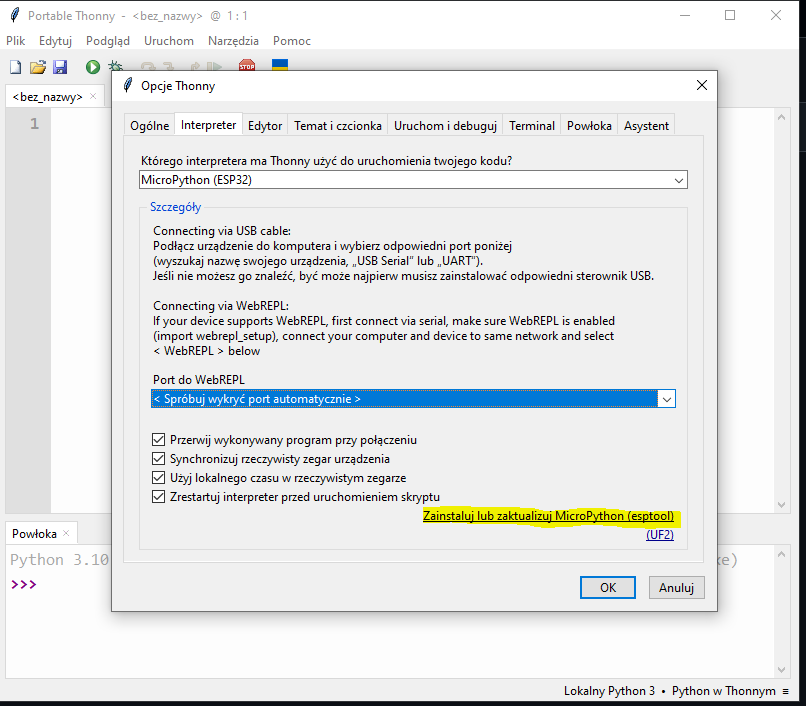 Portable Thonny - <bez_nazwy> @ 1 : 1
Plik Edytuj Podgląd Uruchom Narzędzia Pomoc
STOP
<bez_nazwy>
1
Opcje Thonny
Ogólne Interpreter Edytor Temat i czcionka Uruchom i debuguj Terminal Powłoka Asystent
Którego interpretera ma Thonny użyć do uruchomienia twojego kodu?
MicroPython (ESP32)
Szczegóły
Connecting via USB cable:
Podłącz urządzenie do komputera i wybierz odpowiedni port poniżej
(wyszukaj nazwę swojego urządzenia, „USB Serial” lub „UART”).
Jeśli nie możesz go znaleźć, być może najpierw musisz zainstalować odpowiedni sterownik USB.
Connecting via WebREPL:
If your device supports WebREPL, first connect via serial, make sure WebREPL is enabled
(import webrepl_setup), connect your computer and device to same network and select
< WebREPL > below
Port do WebREPL
< Spróbuj wykryć port automatycznie >
Przerwij wykonywany program przy połączeniu
Synchronizuj rzeczywisty zegar urządzenia
Użyj lokalnego czasu w rzeczywistym zegarze
Zrestartuj interpreter przed uruchomieniem skryptu
Zainstaluj lub zaktualizuj MicroPython (esptool)
(UF2)
OK Anuluj
Powłoka
Python 3.10
>>>
Lokalny Python 3 • Python w Thonnym ≡